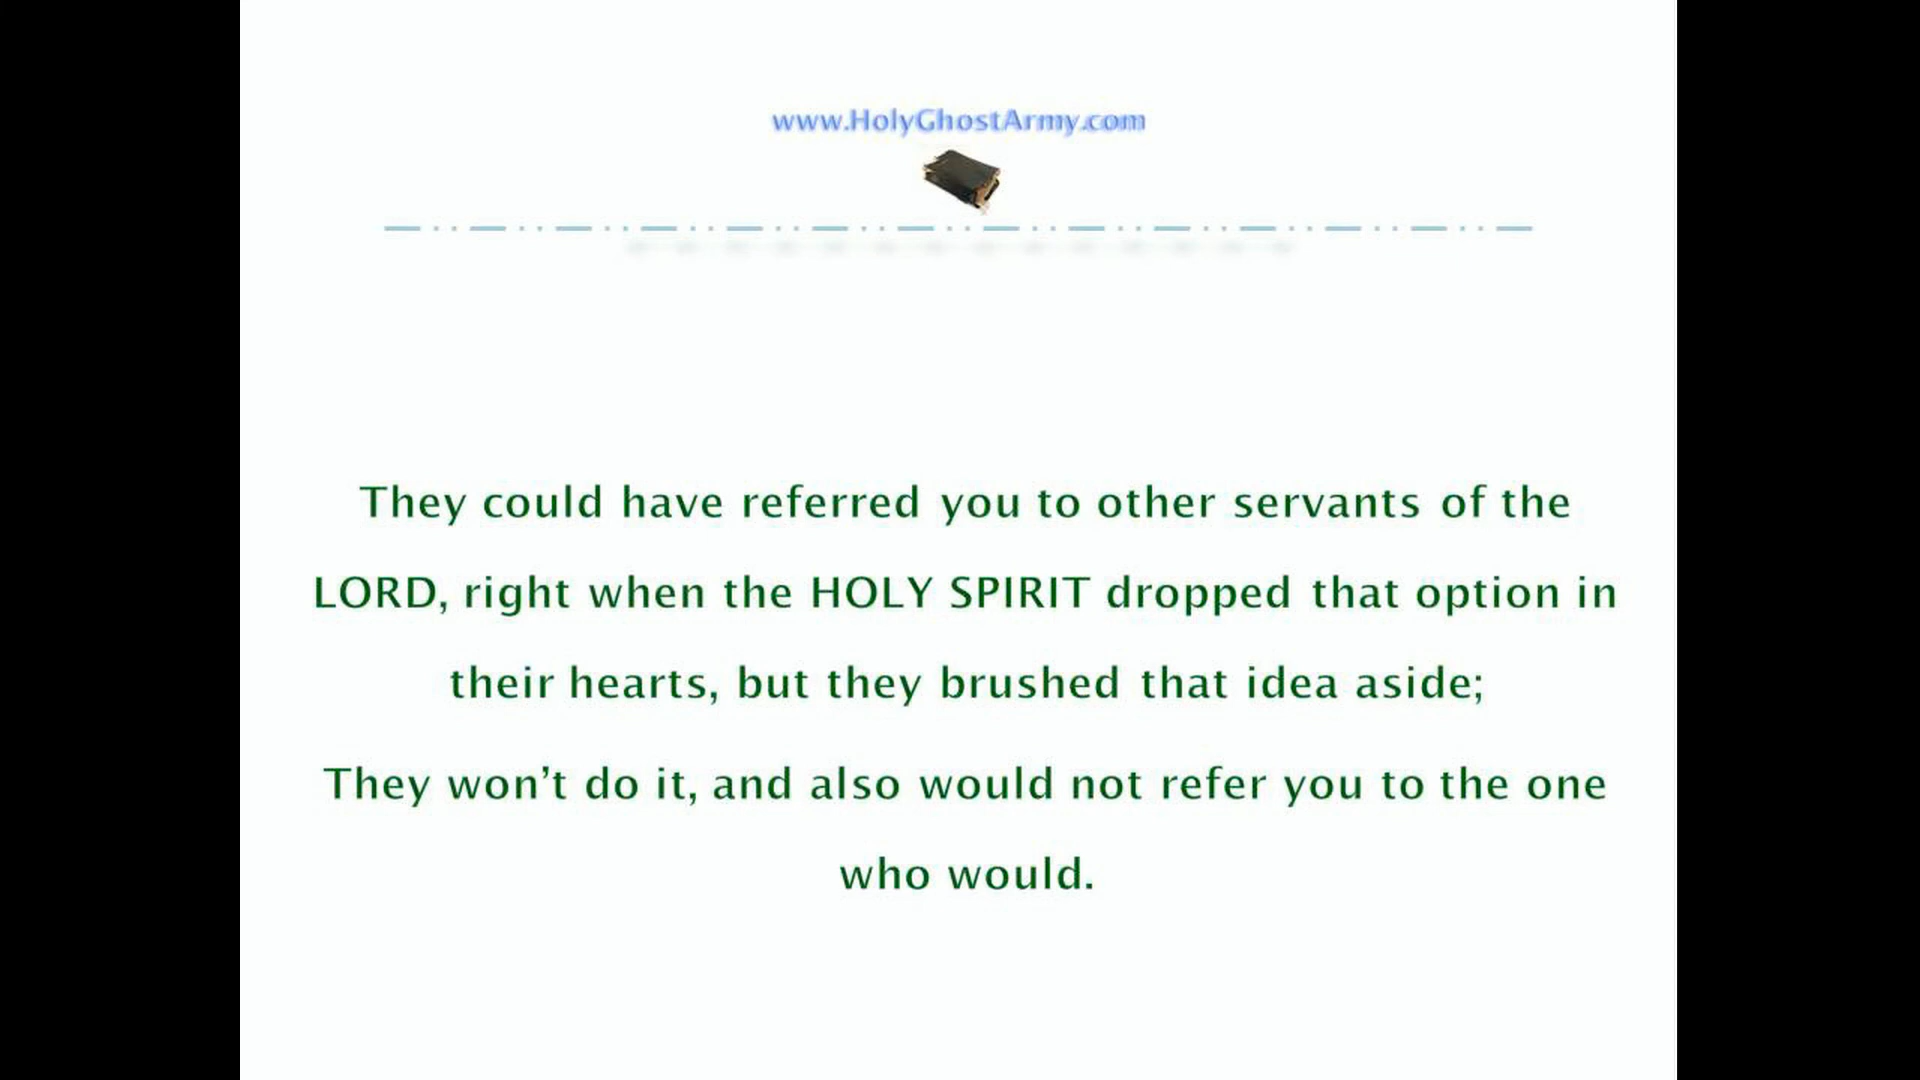 www.HolyGhostArmy.com
They could have referred you to other servants of the
LORD, right when the HOLY SPIRIT dropped that option in
their hearts, but they brushed that idea aside;
They won’t do it, and also would not refer you to the one
who would.